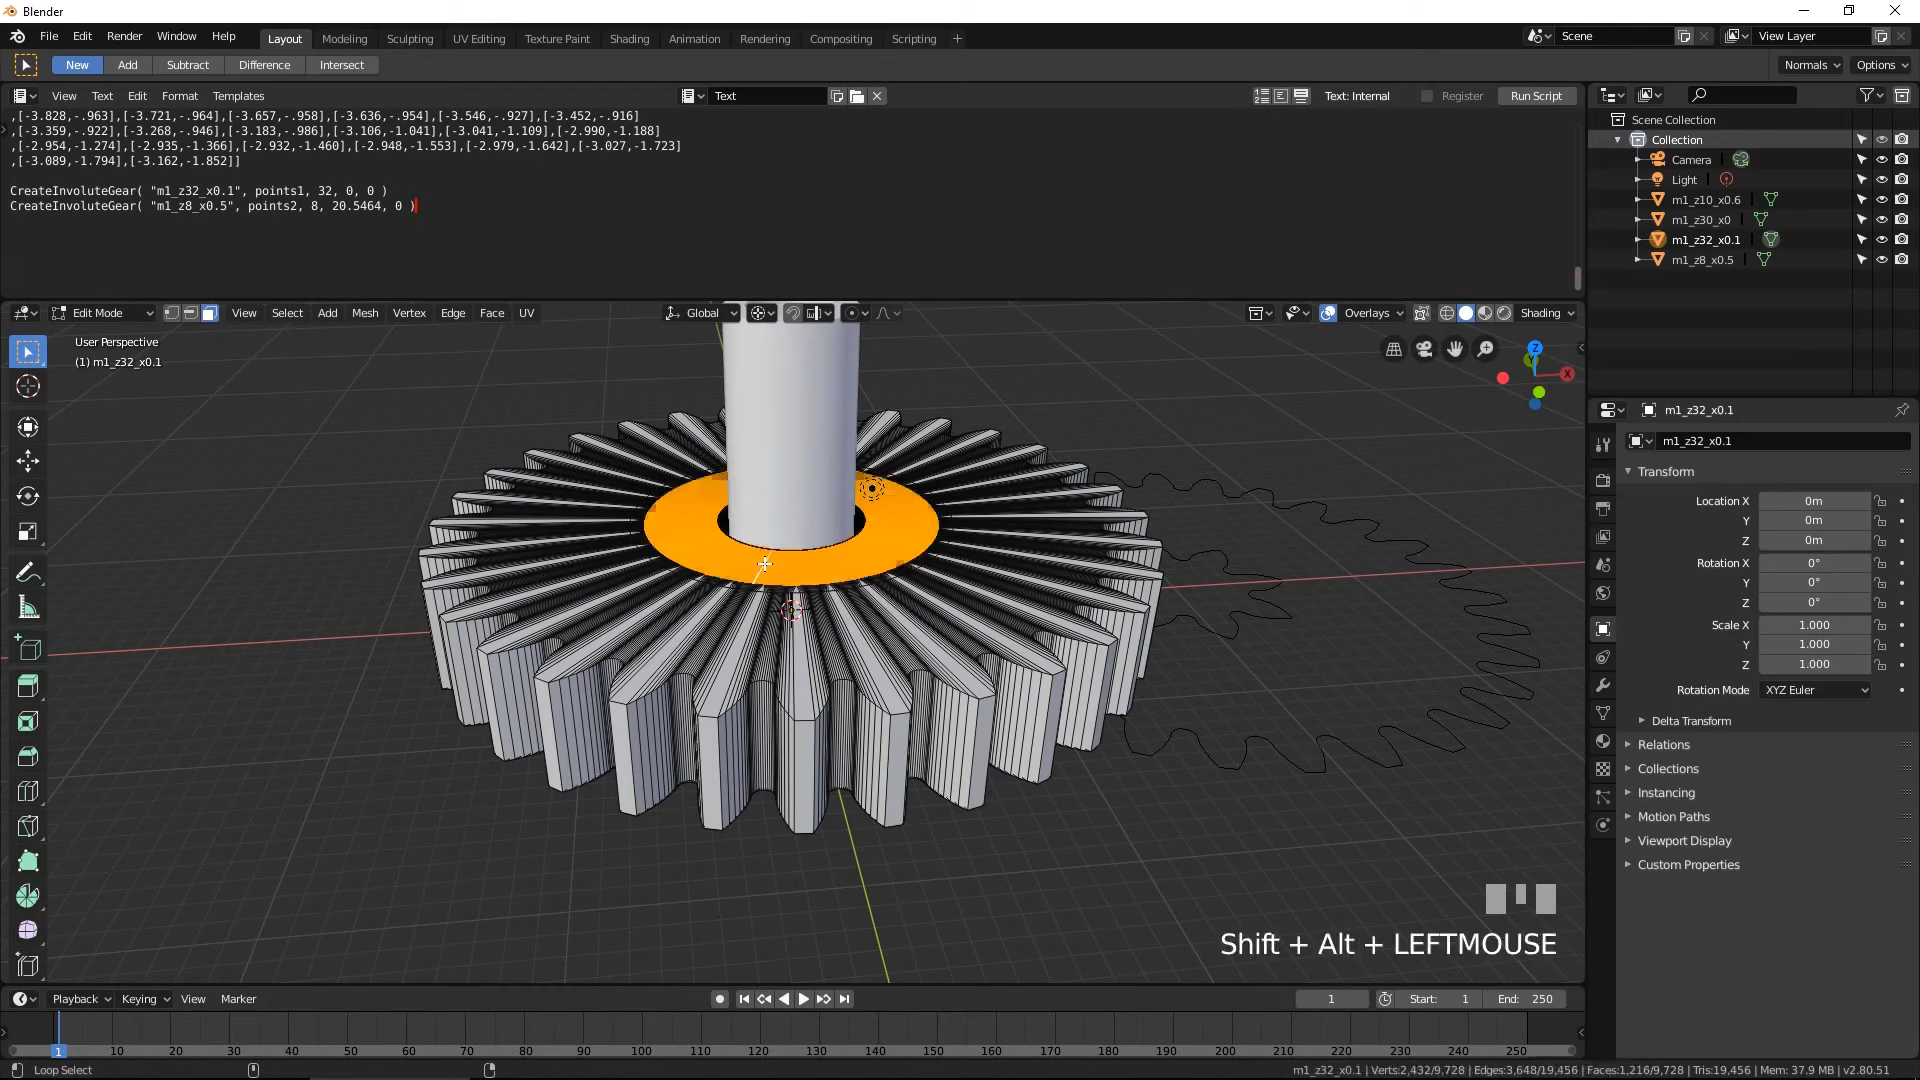 Blender
File Edit Render Window Help
Layout Modeling Sculpting UV Editing Texture Paint Shading Animation Rendering Compositing Scripting +
Scene
View Layer
New Add Subtract Difference Intersect
Normals Options
View Text Edit Format Templates
Text
Text: Internal Register Run Script
,[-3.828,-.963],[-3.721,-.964],[-3.657,-.958],[-3.636,-.954],[-3.546,-.927],[-3.452,-.916]
,[-3.359,-.922],[-3.268,-.946],[-3.183,-.986],[-3.106,-1.041],[-3.041,-1.109],[-2.990,-1.188]
,[-2.954,-1.274],[-2.935,-1.366],[-2.932,-1.460],[-2.948,-1.553],[-2.979,-1.642],[-3.027,-1.723]
,[-3.089,-1.794],[-3.162,-1.852]]
CreateInvoluteGear( "m1_z32_x0.1", points1, 32, 0, 0 )
CreateInvoluteGear( "m1_z8_x0.5", points2, 8, 20.5464, 0 )
Scene Collection
Collection
Camera
Light
m1_z10_x0.6
m1_z30_x0
m1_z32_x0.1
m1_z8_x0.5
Edit Mode View Select Add Mesh Vertex Edge Face UV
Global
Overlays
Shading
User Perspective
(1) m1_z32_x0.1
Z
Y
X
Shift + Alt + LEFTMOUSE
m1_z32_x0.1
m1_z32_x0.1
Transform
Location X 0m
Y 0m
Z 0m
Rotation X 0°
Y 0°
Z 0°
Scale X 1.000
Y 1.000
Z 1.000
Rotation Mode XYZ Euler
Delta Transform
Relations
Collections
Instancing
Motion Paths
Viewport Display
Custom Properties
Playback Keying View Marker
1 Start: 1 End: 250
1 10 20 30 40 50 60 70 80 90 100 110 120 130 140 150 160 170 180 190 200 210 220 230 240 250
Loop Select
m1_z32_x0.1 | Verts:2,432/9,728 | Edges:3,648/19,456 | Faces:1,216/9,728 | Tris:19,456 | Mem: 37.9 MB | v2.80.51